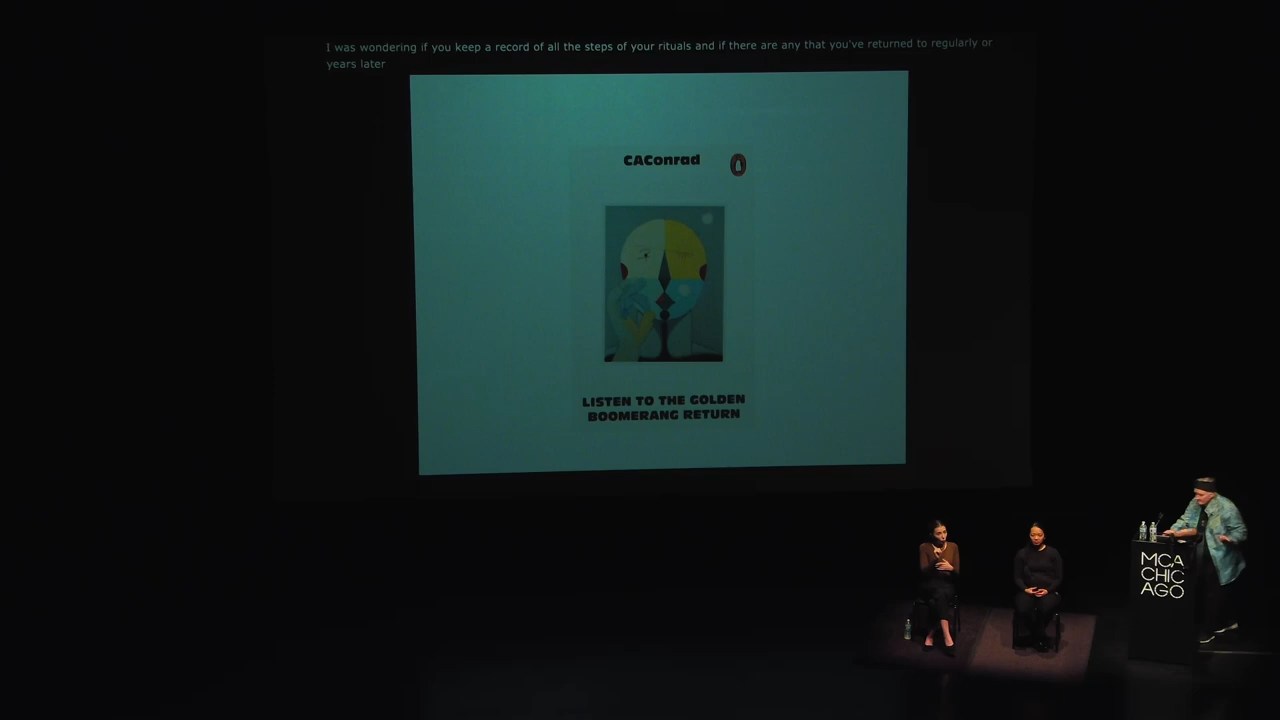 I was wondering if you keep a record of all the steps of your rituals and if there are any that you've returned to regularly or
years later
CAConrad
LISTEN TO THE GOLDEN
BOOMERANG RETURN
MCA
CHIC
AGO